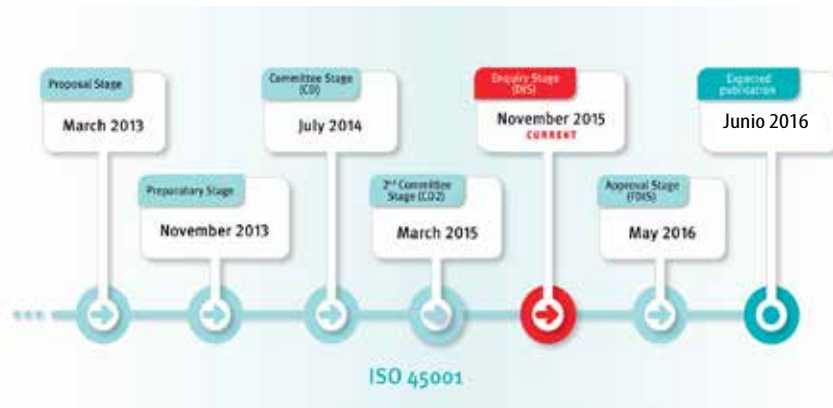 Proposal Stage
March 2013
Preparatory Stage
November 2013
Committee Stage
(CD)
July 2014
2nd Committee
Stage (CD2)
March 2015
Enquiry Stage
(DIS)
November 2015
CURRENT
Approval Stage
(FDIS)
May 2016
Expected
publication
Junio 2016
ISO 45001